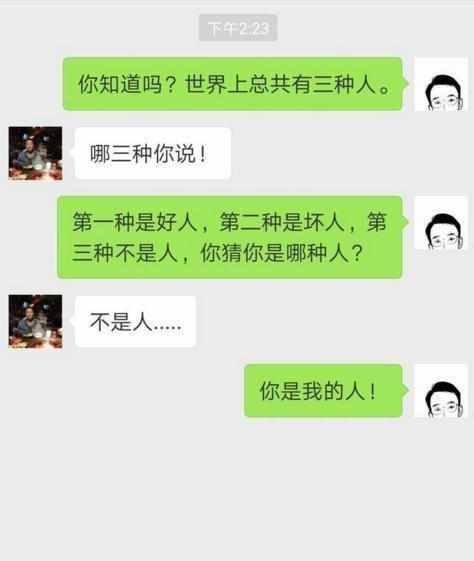 下午2:23
你知道吗？世界上总共有三种人。
哪三种你说！
第一种是好人，第二种是坏人，第
三种不是人，你猜你是哪种人？
不是人.....
你是我的人！